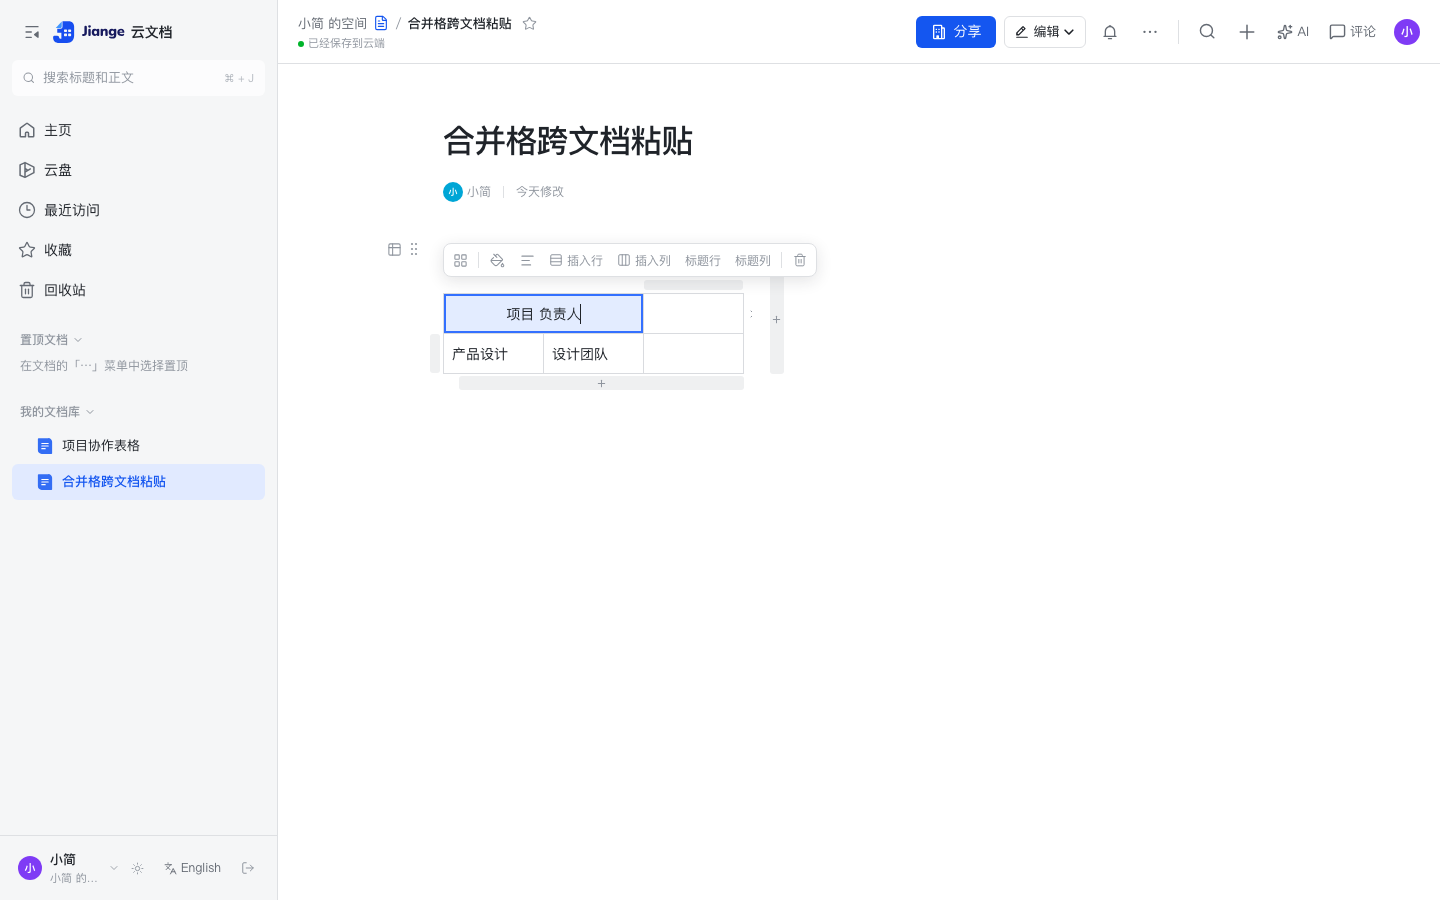 Jiange 云文档
搜索标题和正文 ⌘ + J
主页
云盘
最近访问
收藏
回收站
置顶文档
在文档的「…」菜单中选择置顶
我的文档库
项目协作表格
合并格跨文档粘贴
小 小简
小简 的...
English
小简 的空间 / 合并格跨文档粘贴
已经保存到云端
分享 编辑 AI 评论 小
合并格跨文档粘贴
小 小简 今天修改
插入行 插入列 标题行 标题列
项目 负责人
产品设计 设计团队